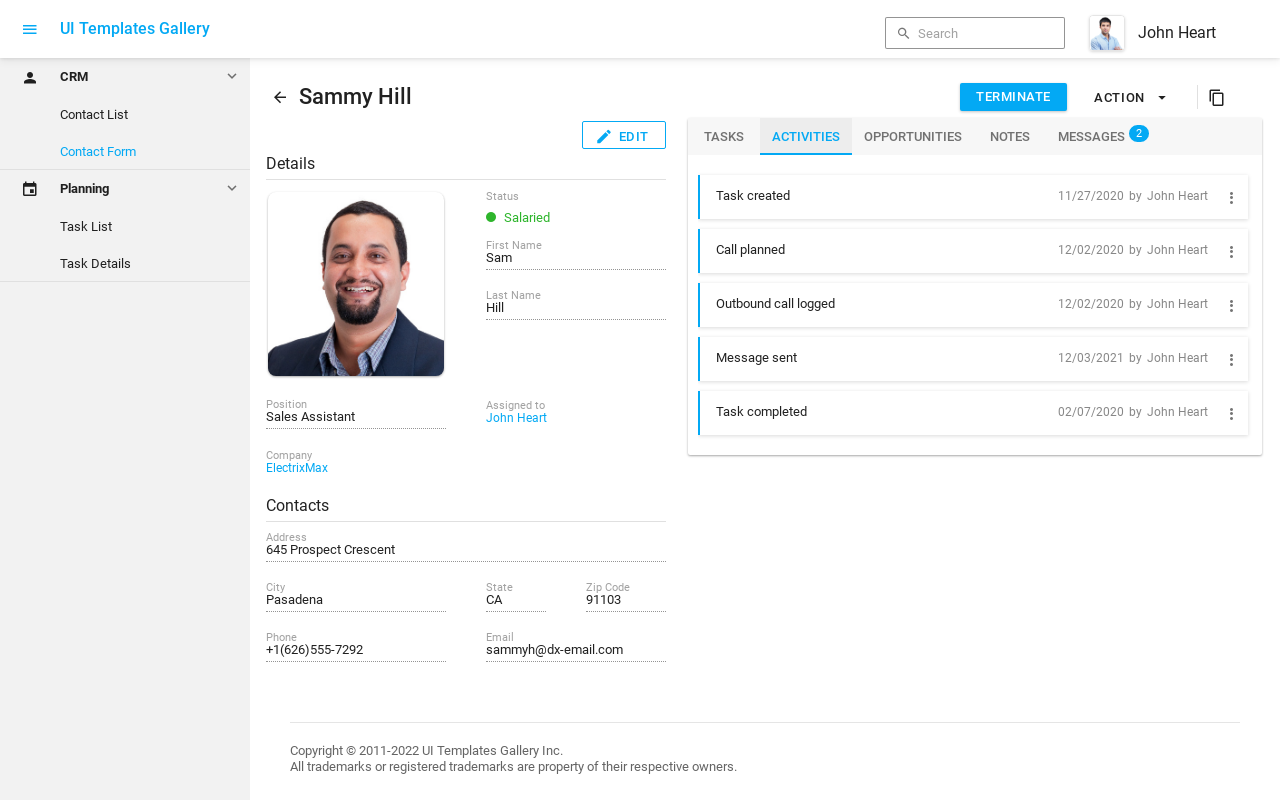 UI Templates Gallery
Search
John Heart
CRM
Contact List
Contact Form
Planning
Task List
Task Details
Sammy Hill
TERMINATE
ACTION
EDIT
Details
Status
Salaried
First Name
Sam
Last Name
Hill
Position
Sales Assistant
Assigned to
John Heart
Company
ElectrixMax
Contacts
Address
645 Prospect Crescent
City
Pasadena
State
CA
Zip Code
91103
Phone
+1(626)555-7292
Email
sammyh@dx-email.com
TASKS ACTIVITIES OPPORTUNITIES NOTES MESSAGES 2
Task created 11/27/2020 by John Heart
Call planned 12/02/2020 by John Heart
Outbound call logged 12/02/2020 by John Heart
Message sent 12/03/2021 by John Heart
Task completed 02/07/2020 by John Heart
Copyright © 2011-2022 UI Templates Gallery Inc.
All trademarks or registered trademarks are property of their respective owners.